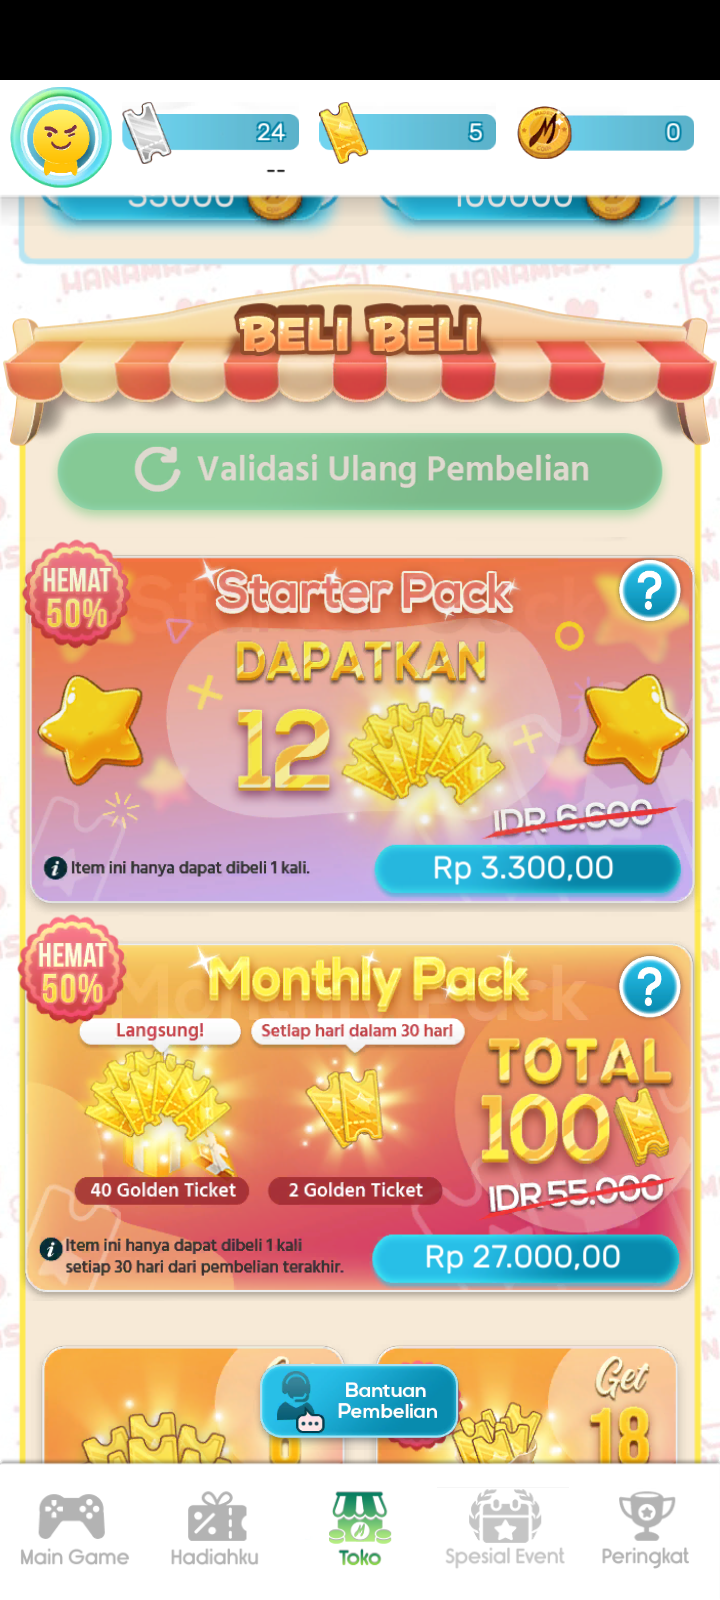 24
5
0
--
35000
100000
HANAMASA
HANAMASA
BELI BELI
Validasi Ulang Pembelian
HEMAT
50%
Starter Pack
?
DAPATKAN
12
IDR 6.600
i Item ini hanya dapat dibeli 1 kali.
Rp 3.300,00
HEMAT
50%
Monthly Pack
?
Langsung!
Setiap hari dalam 30 hari
TOTAL
100
40 Golden Ticket
2 Golden Ticket
IDR 55.000
i Item ini hanya dapat dibeli 1 kali
setiap 30 hari dari pembelian terakhir.
Rp 27.000,00
Get
18
Bantuan
Pembelian
Main Game
Hadiahku
Toko
Spesial Event
Peringkat